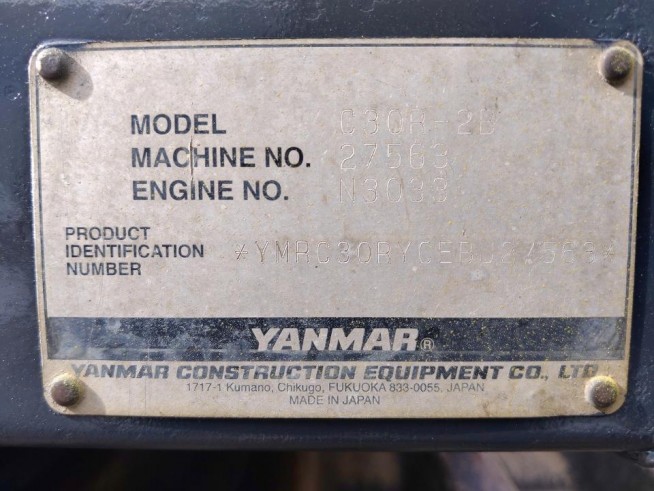 MODEL C30R-2B
MACHINE NO. 27563
ENGINE NO. N3033
PRODUCT
IDENTIFICATION
NUMBER
YANMAR®
YANMAR CONSTRUCTION EQUIPMENT CO., LTD
1717-1 Kumano, Chikugo, FUKUOKA 833-0055, JAPAN
MADE IN JAPAN